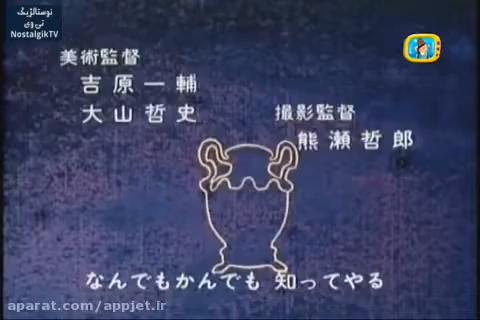 نوستالژیک
تی وی
NostalgikTV
美術監督
吉原一輔
大山哲史
撮影監督
熊瀬哲郎
なんでもかんでも 知ってやる
aparat.com/appjet.ir